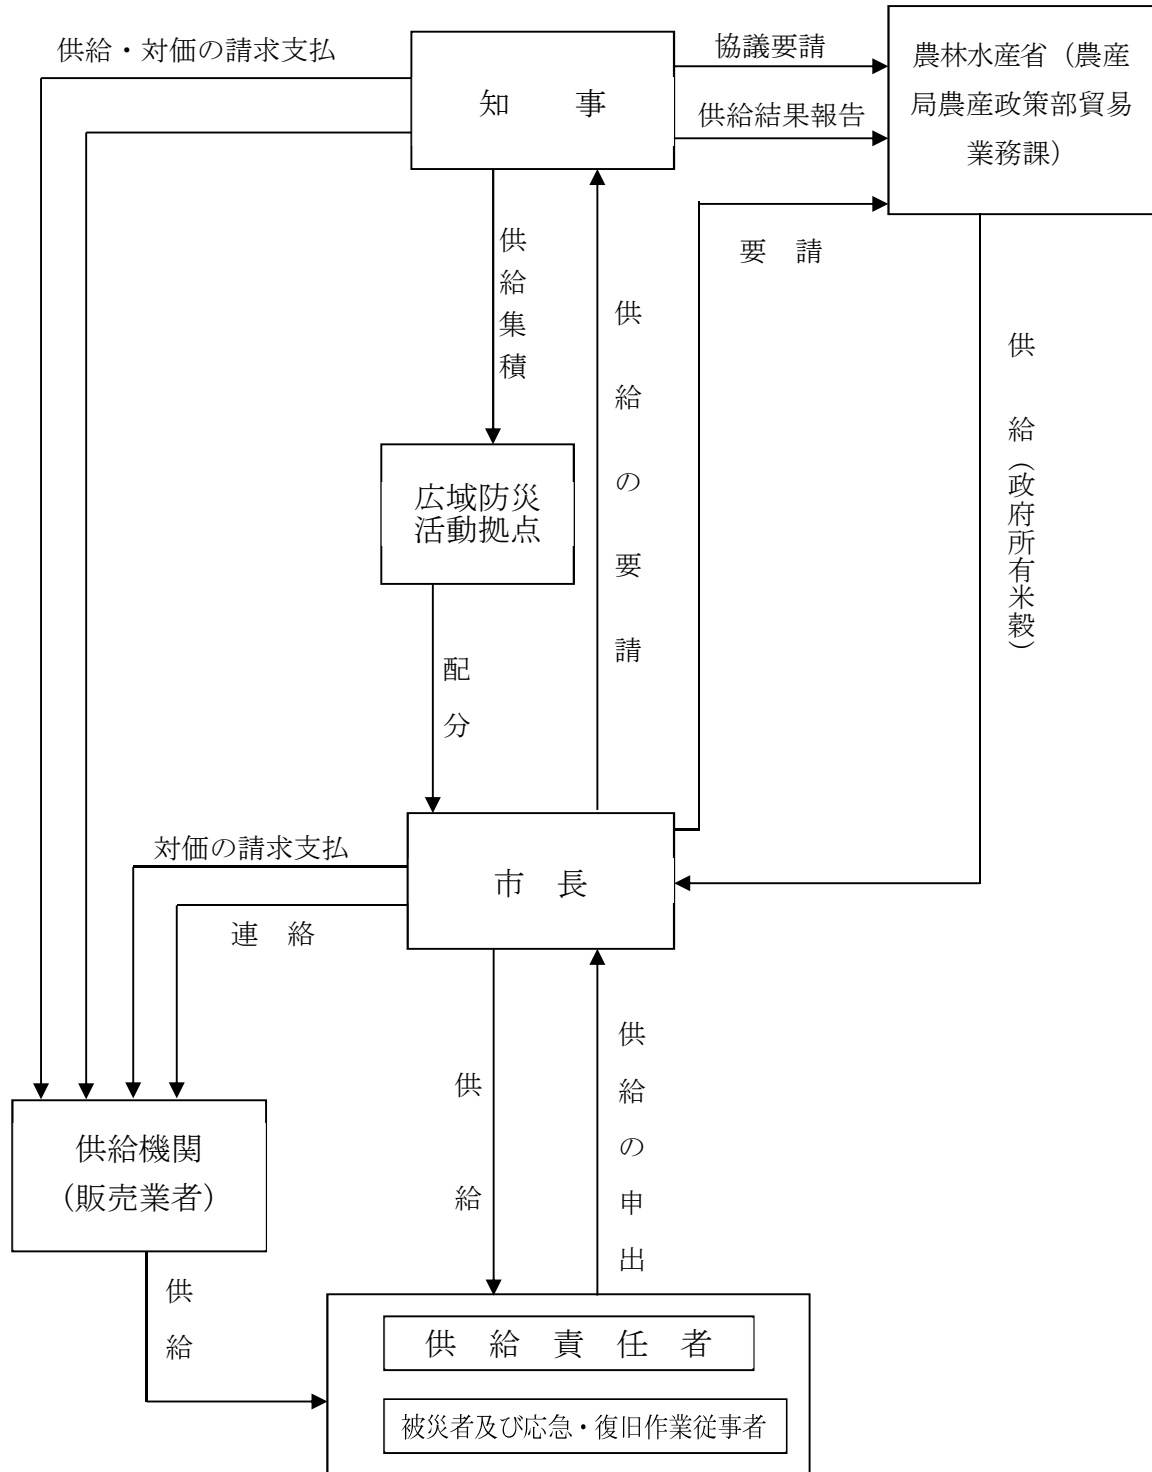 供給・対価の請求支払
知　事
協議要請
供給結果報告
農林水産省（農産
局農産政策部貿易
業務課）
要　請
供給集積
供給の要請
供　給（政府所有米穀）
広域防災
活動拠点
配分
対価の請求支払
市　長
連　絡
供給
供給の申出
供給機関
（販売業者）
供給
供　給　責　任　者
被災者及び応急・復旧作業従事者